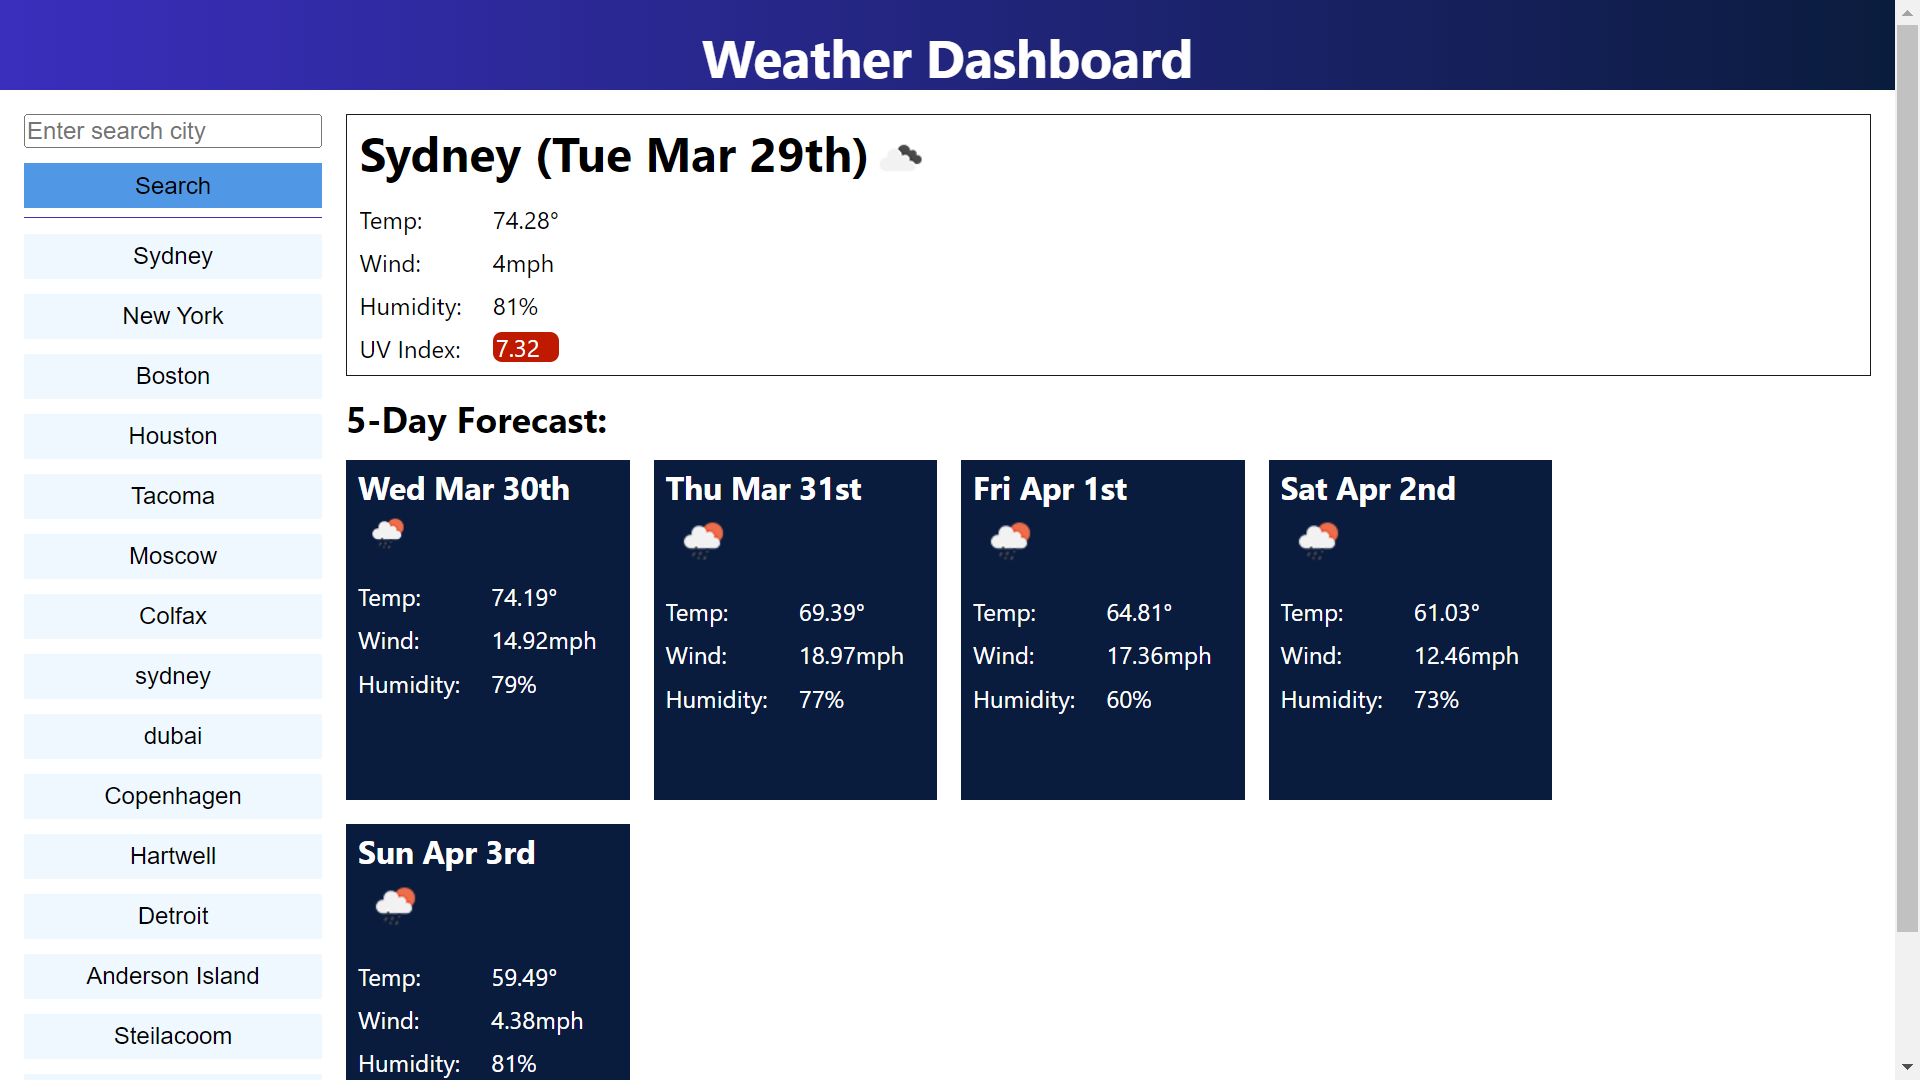 Weather Dashboard
Enter search city
Search
Sydney
New York
Boston
Houston
Tacoma
Moscow
Colfax
sydney
dubai
Copenhagen
Hartwell
Detroit
Anderson Island
Steilacoom
Sydney (Tue Mar 29th)
Temp: 74.28°
Wind: 4mph
Humidity: 81%
UV Index: 7.32
5-Day Forecast:
Wed Mar 30th
Temp: 74.19°
Wind: 14.92mph
Humidity: 79%
Thu Mar 31st
Temp: 69.39°
Wind: 18.97mph
Humidity: 77%
Fri Apr 1st
Temp: 64.81°
Wind: 17.36mph
Humidity: 60%
Sat Apr 2nd
Temp: 61.03°
Wind: 12.46mph
Humidity: 73%
Sun Apr 3rd
Temp: 59.49°
Wind: 4.38mph
Humidity: 81%